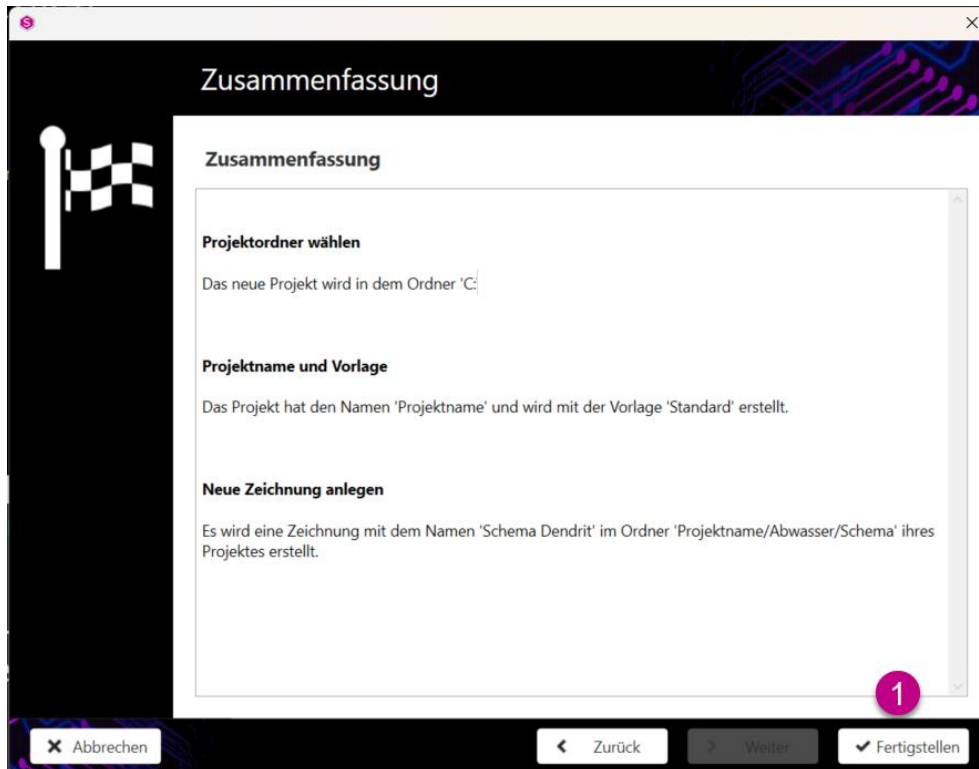 S
Zusammenfassung
Zusammenfassung
Projektordner wählen
Das neue Projekt wird in dem Ordner 'C:
Projektname und Vorlage
Das Projekt hat den Namen 'Projektname' und wird mit der Vorlage 'Standard' erstellt.
Neue Zeichnung anlegen
Es wird eine Zeichnung mit dem Namen 'Schema Dendrit' im Ordner 'Projektname/Abwasser/Schema' ihres
Projektes erstellt.
1
Abbrechen
Zurück
Weiter
Fertigstellen